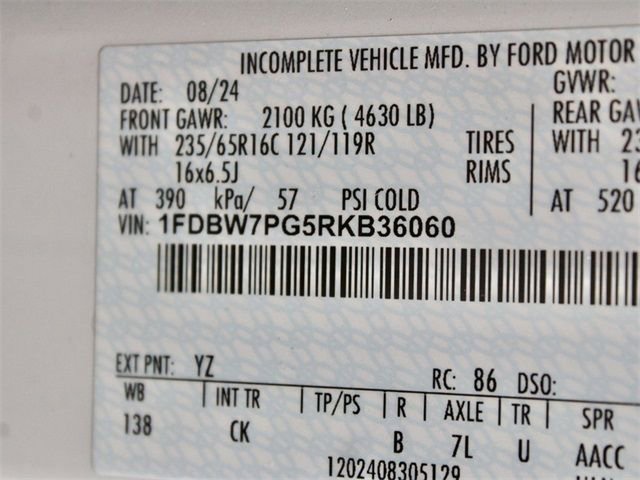 INCOMPLETE VEHICLE MFD. BY FORD MOTOR
DATE: 08/24 GVWR:
FRONT GAWR: 2100 KG ( 4630 LB) REAR GA
WITH 235/65R16C 121/119R TIRES WITH 23
16x6.5J RIMS 16
AT 390 kPa/ 57 PSI COLD AT 520
VIN: 1FDBW7PG5RKB36060
EXT PNT: YZ RC: 86 DSO:
WB INT TR TP/PS R AXLE TR SPR
138 CK B 7L U AACC
1202408305129